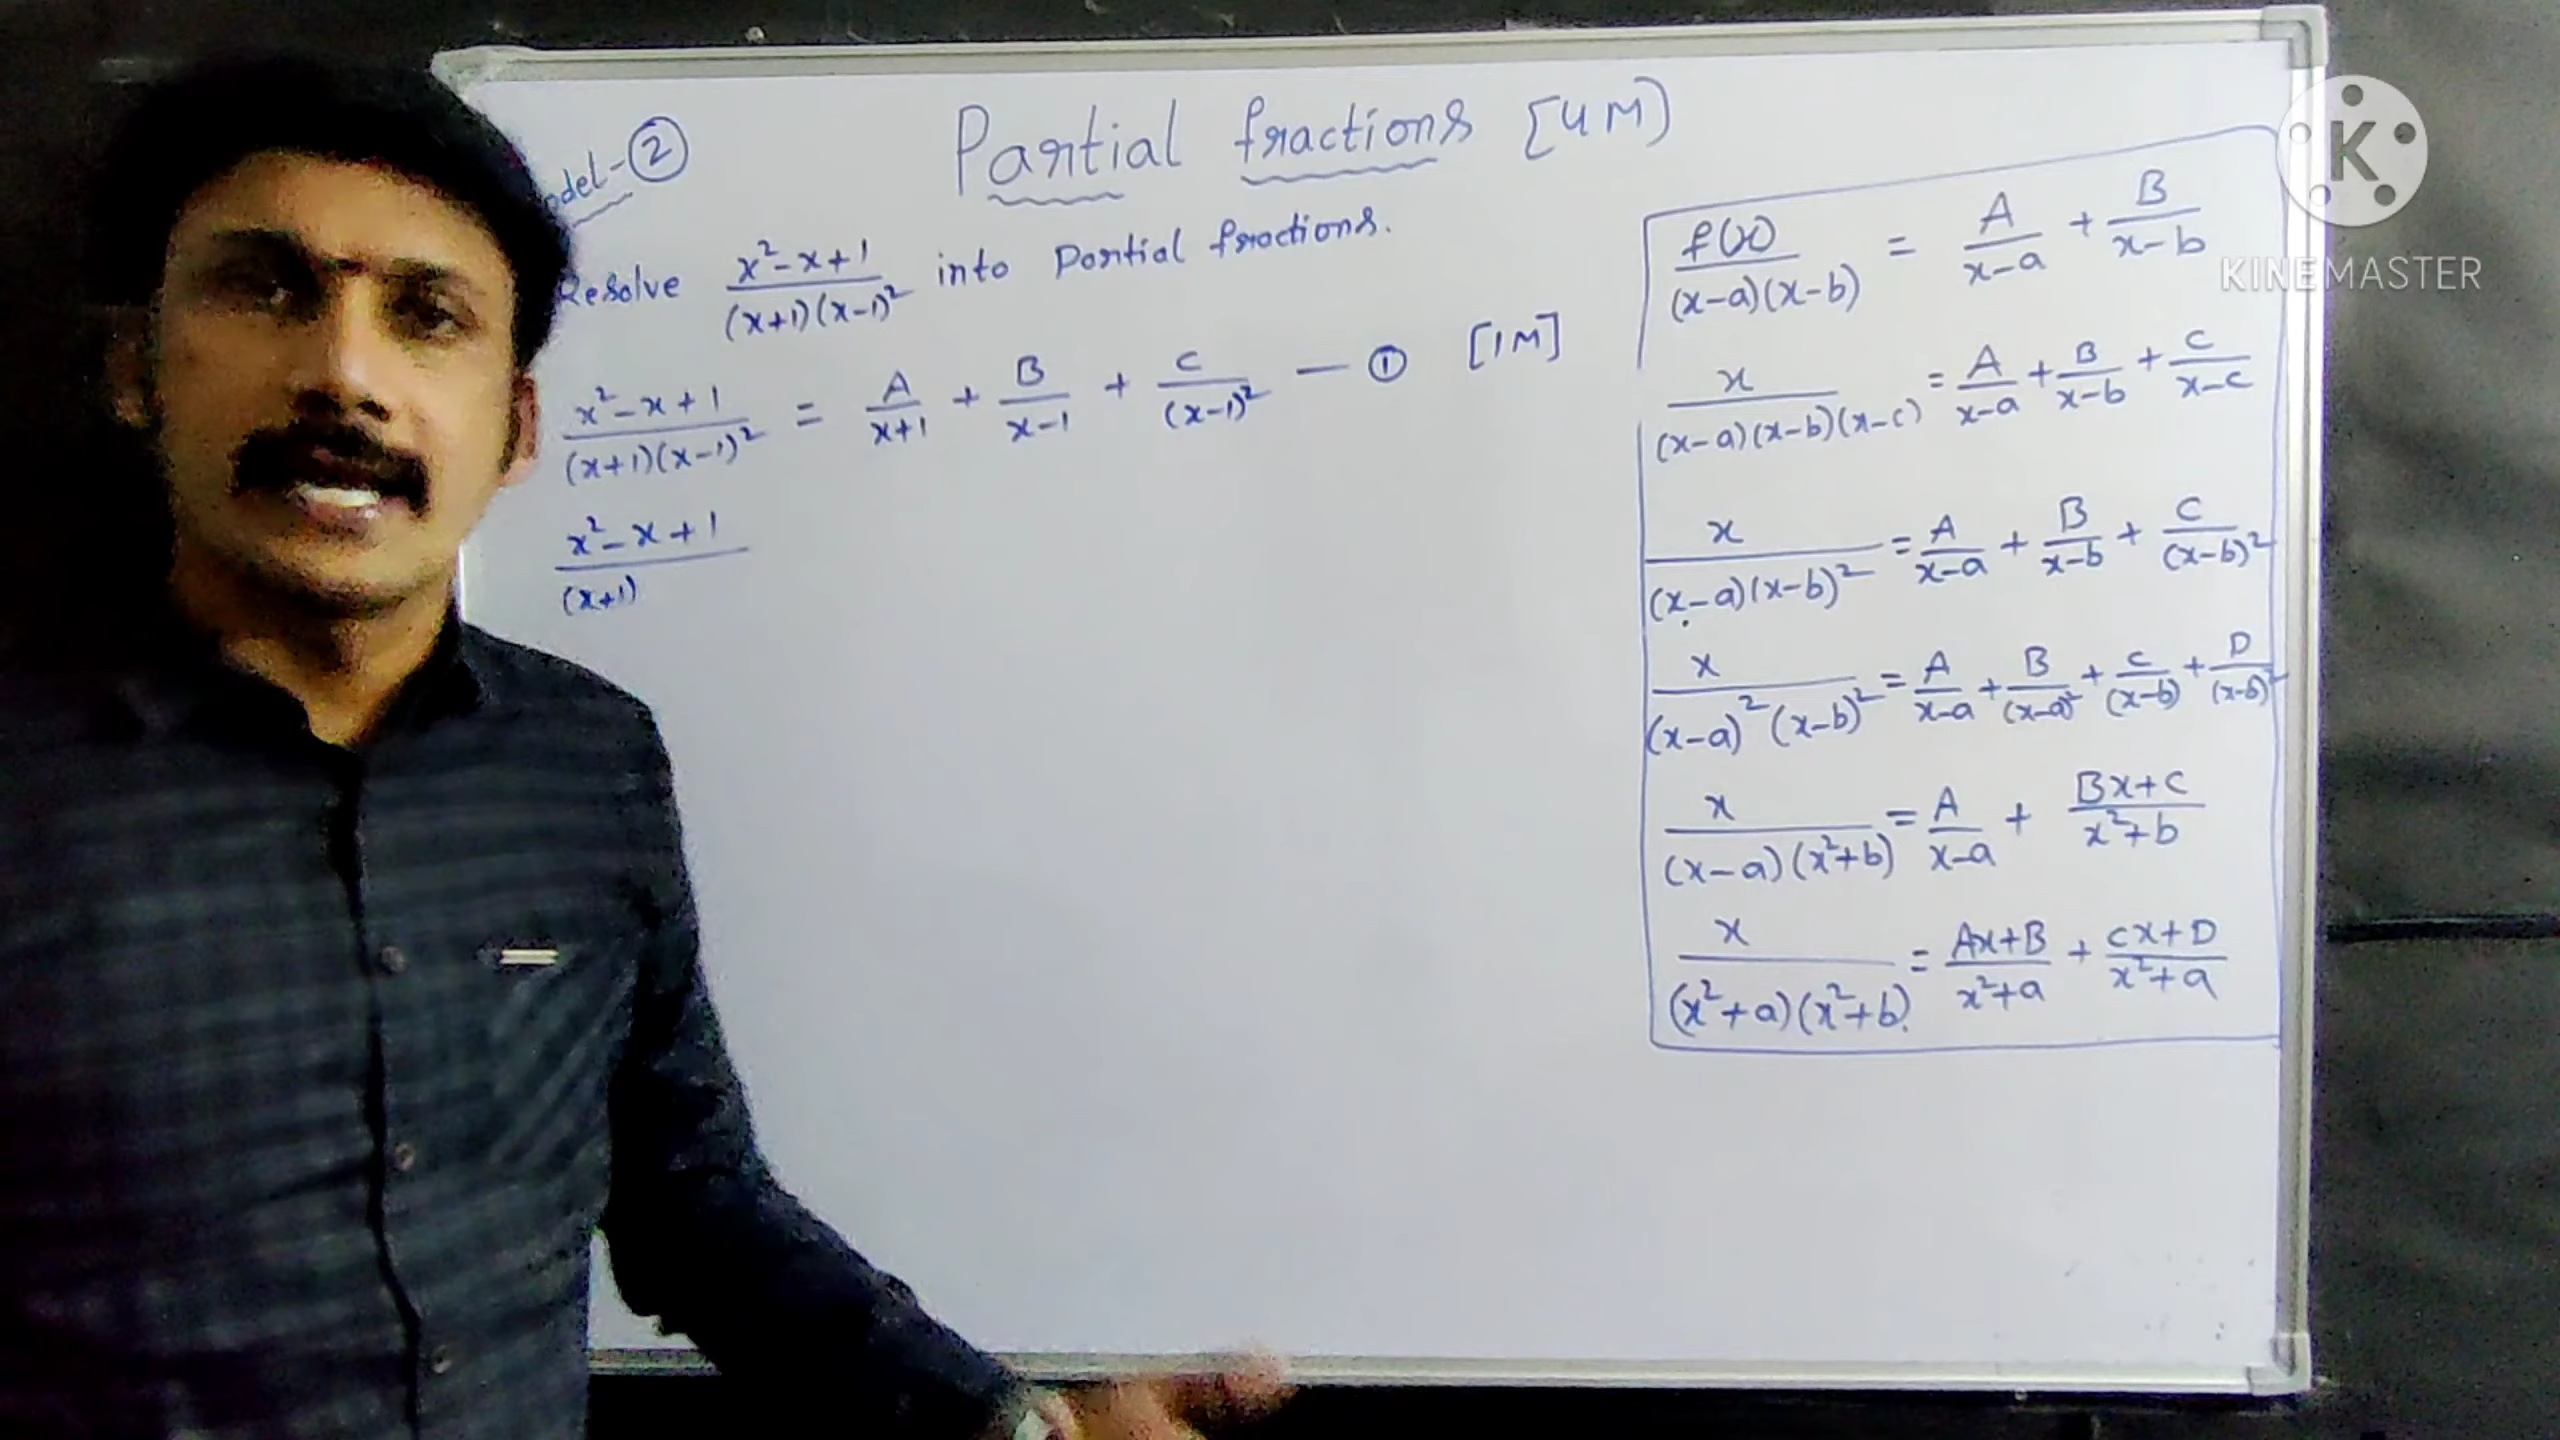 Model-②
Partial fractions [4M]
Resolve (x²-x+1)/((x+1)(x-1)²) into Partial fractions.
(x²-x+1)/((x+1)(x-1)²) = A/(x+1) + B/(x-1) + C/(x-1)² — ① [1M]
(x²-x+1)/(x+1)
f(x)/((x-a)(x-b)) = A/(x-a) + B/(x-b)
x/((x-a)(x-b)(x-c)) = A/(x-a) + B/(x-b) + C/(x-c)
x/((x-a)(x-b)²) = A/(x-a) + B/(x-b) + C/(x-b)²
x/((x-a)²(x-b)²) = A/(x-a) + B/(x-a)² + C/(x-b) + D/(x-b)²
x/((x-a)(x²+b)) = A/(x-a) + (Bx+C)/(x²+b)
x/((x²+a)(x²+b)) = (Ax+B)/(x²+a) + (Cx+D)/(x²+a)
K
KINEMASTER